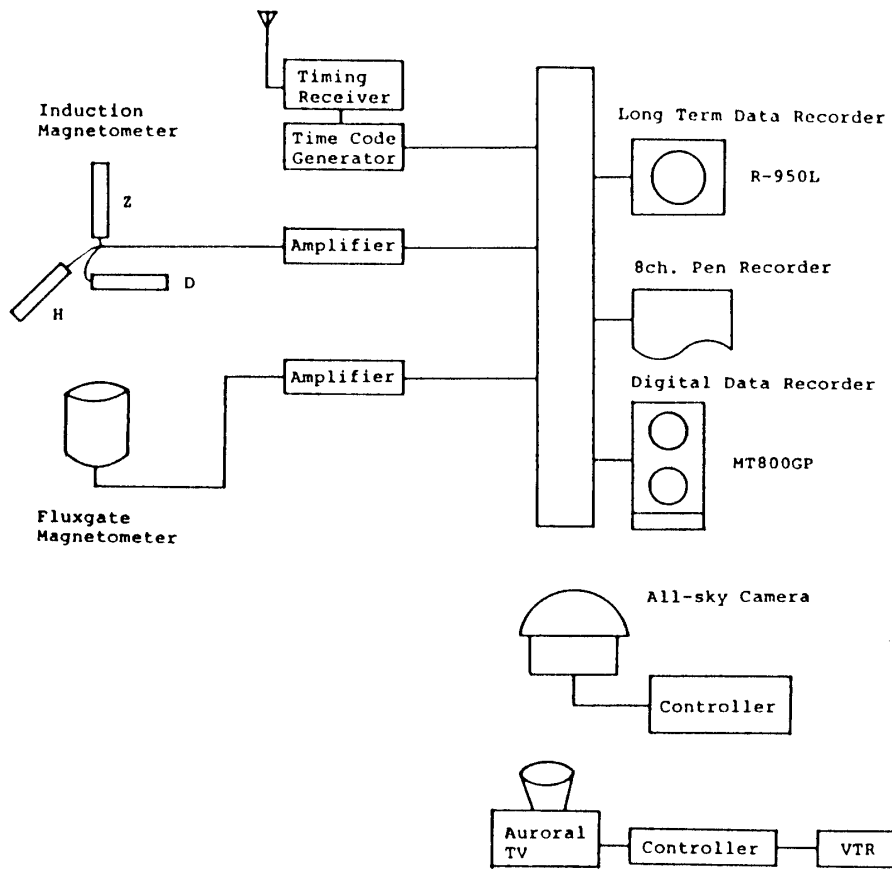 Timing
Receiver
Time Code
Generator
Induction
Magnetometer
Z
D
H
Amplifier
Amplifier
Fluxgate
Magnetometer
Long Term Data Recorder
R-950L
8ch. Pen Recorder
Digital Data Recorder
MT800GP
All-sky Camera
Controller
Auroral
TV
Controller
VTR